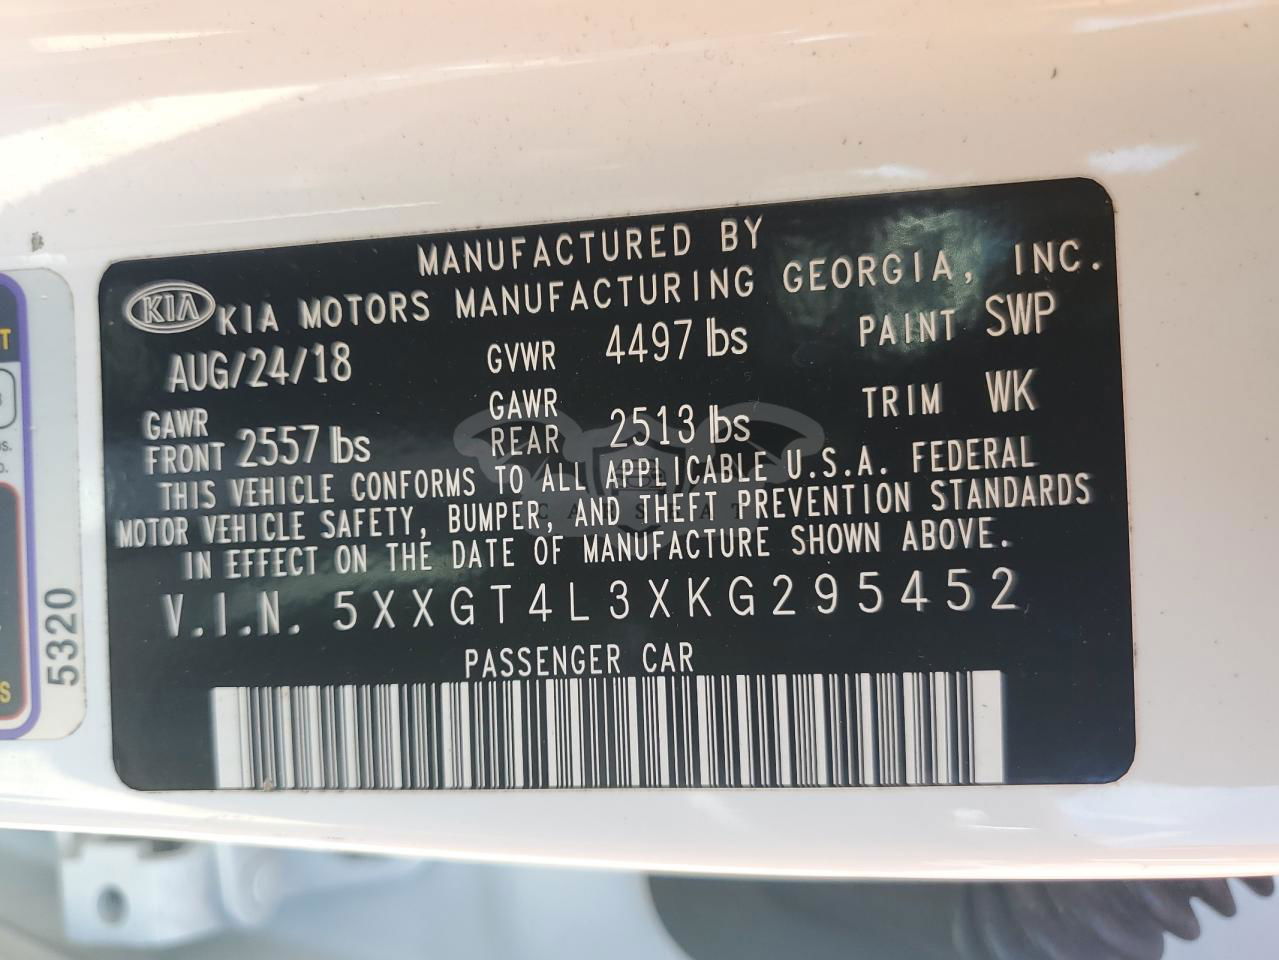 MANUFACTURED BY
KIA KIA MOTORS MANUFACTURING GEORGIA, INC.
AUG/24/18 GVWR 4497 lbs PAINT SWP
GAWR FRONT 2557 lbs GAWR REAR 2513 lbs TRIM WK
THIS VEHICLE CONFORMS TO ALL APPLICABLE U.S.A. FEDERAL
MOTOR VEHICLE SAFETY, BUMPER, AND THEFT PREVENTION STANDARDS
IN EFFECT ON THE DATE OF MANUFACTURE SHOWN ABOVE.
V.I.N. 5XXGT4L3XKG295452
PASSENGER CAR
5320